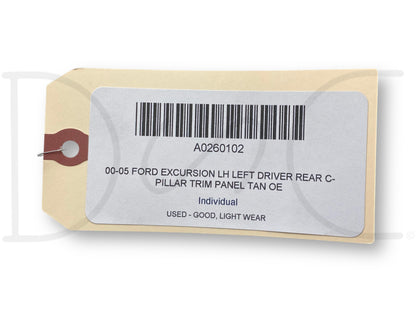 A0260102
00-05 FORD EXCURSION LH LEFT DRIVER REAR C-
PILLAR TRIM PANEL TAN OE
Individual
USED - GOOD, LIGHT WEAR